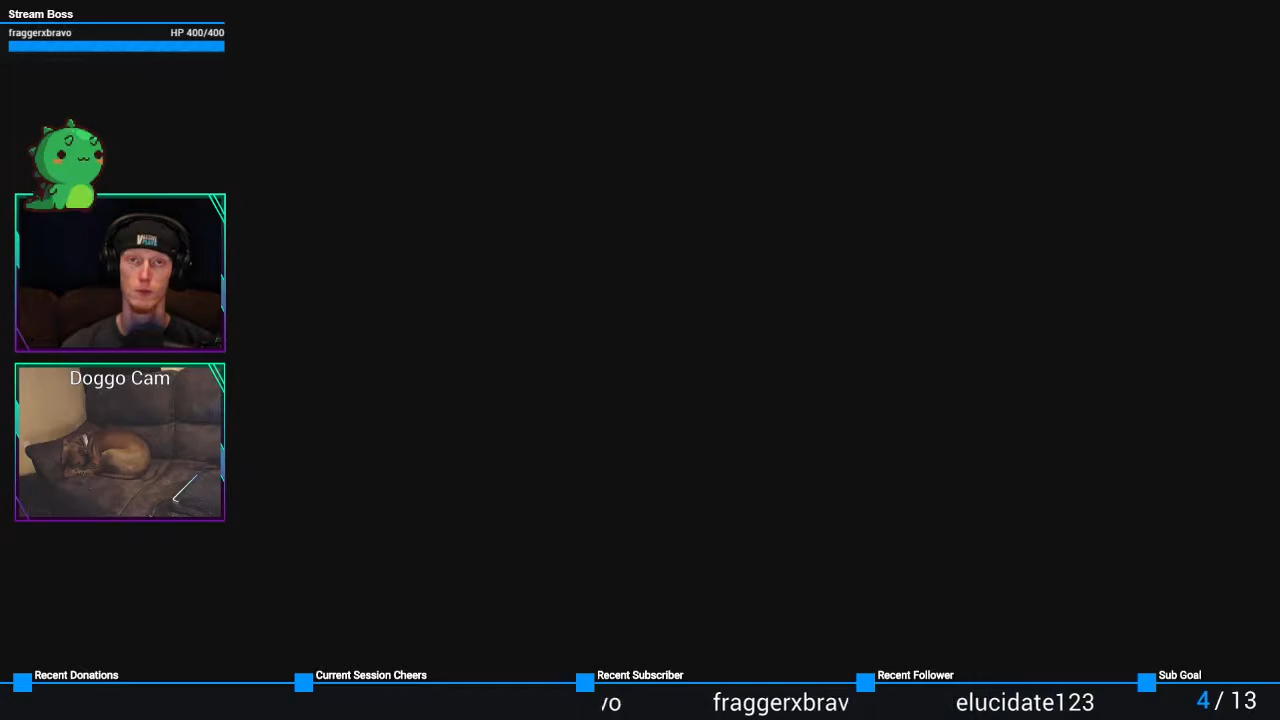 Stream Boss
fraggerxbravo HP 400/400
Doggo Cam
Recent Donations
Current Session Cheers
Recent Subscriber
vo fraggerxbrav
Recent Follower
elucidate123
Sub Goal
4 / 13